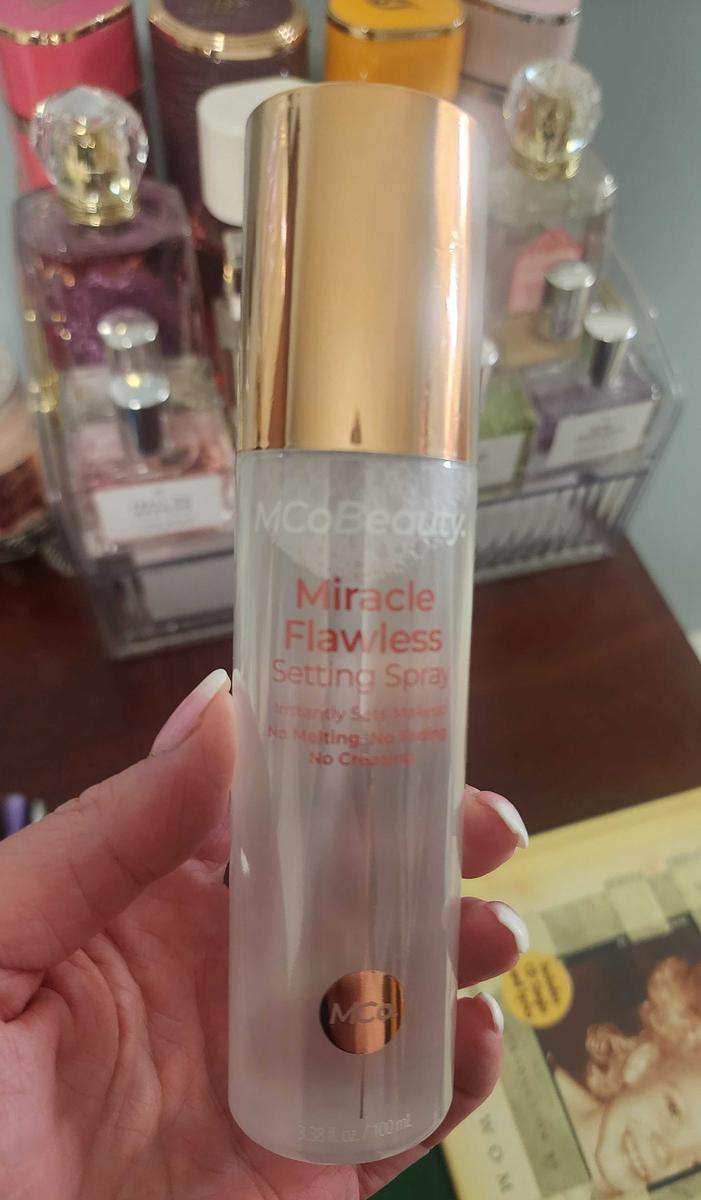 MCoBeauty.
Miracle
Flawless
Setting Spray
Instantly Sets Makeup
No Melting No Fading
No Creasing
MCo.
3.38 fl. oz. / 100 mL
WOM